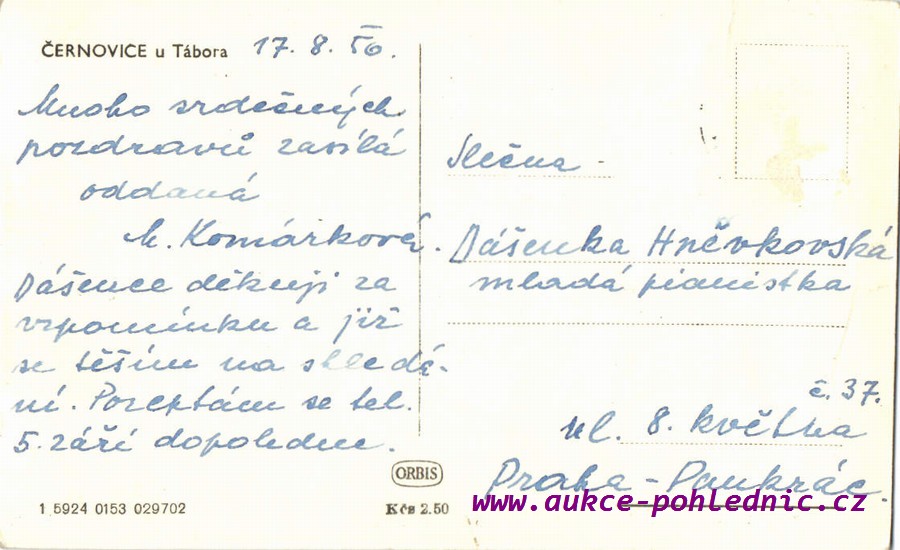 ČERNOVICE u Tábora 17. 8. 56.
Mnoho srdečných
pozdravů zasílá
oddaná
M. Komárková.
Dášence děkuji za
vzpomínku a již
se těším na shledá-
ní. Pozeptám se tel.
5. září dopoledne.
Slečna
Dášenka Hněvkovská
mladá pianistka
č. 37.
ul. 8. května
Praha - Pankrác.
ORBIS
1 5924 0153 029702
Kčs 2.50
www.aukce-pohlednic.cz